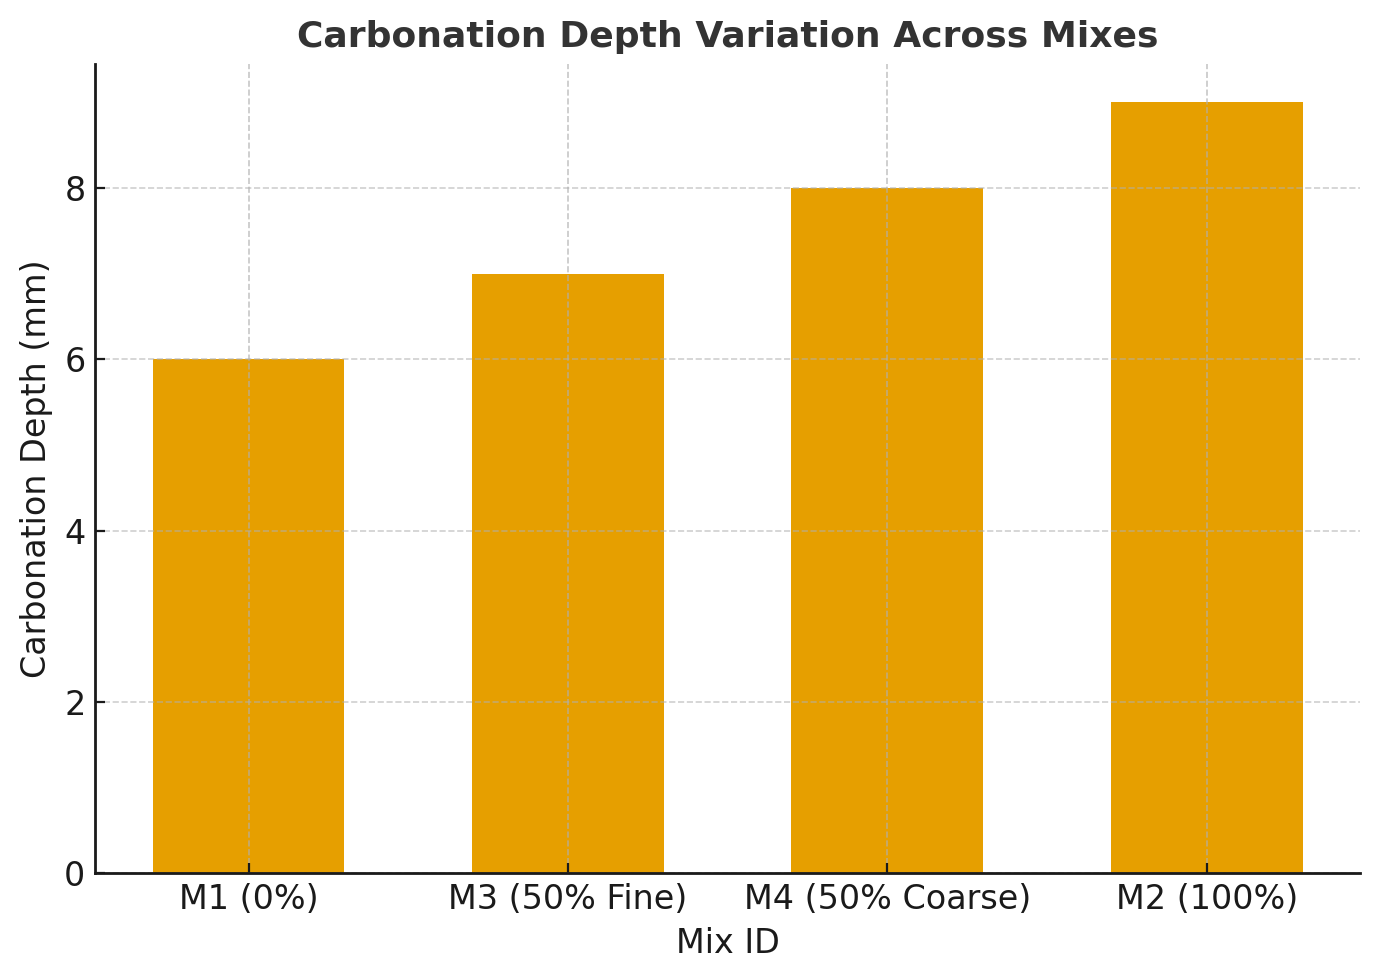 Carbonation Depth Variation Across Mixes
Carbonation Depth (mm)
8
6
4
2
0
M1 (0%) M3 (50% Fine) M4 (50% Coarse) M2 (100%)
Mix ID